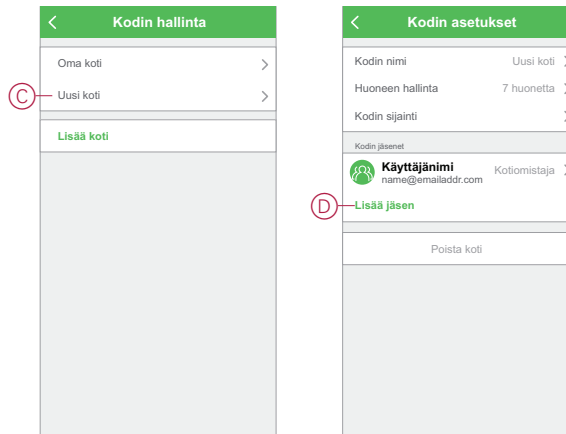 Kodin hallinta
Oma koti
C
Uusi koti
Lisää koti
Kodin asetukset
Kodin nimi Uusi koti
Huoneen hallinta 7 huonetta
Kodin sijainti
Kodin jäsenet
Käyttäjänimi
name@emailaddr.com Kotiomistaja
D
Lisää jäsen
Poista koti